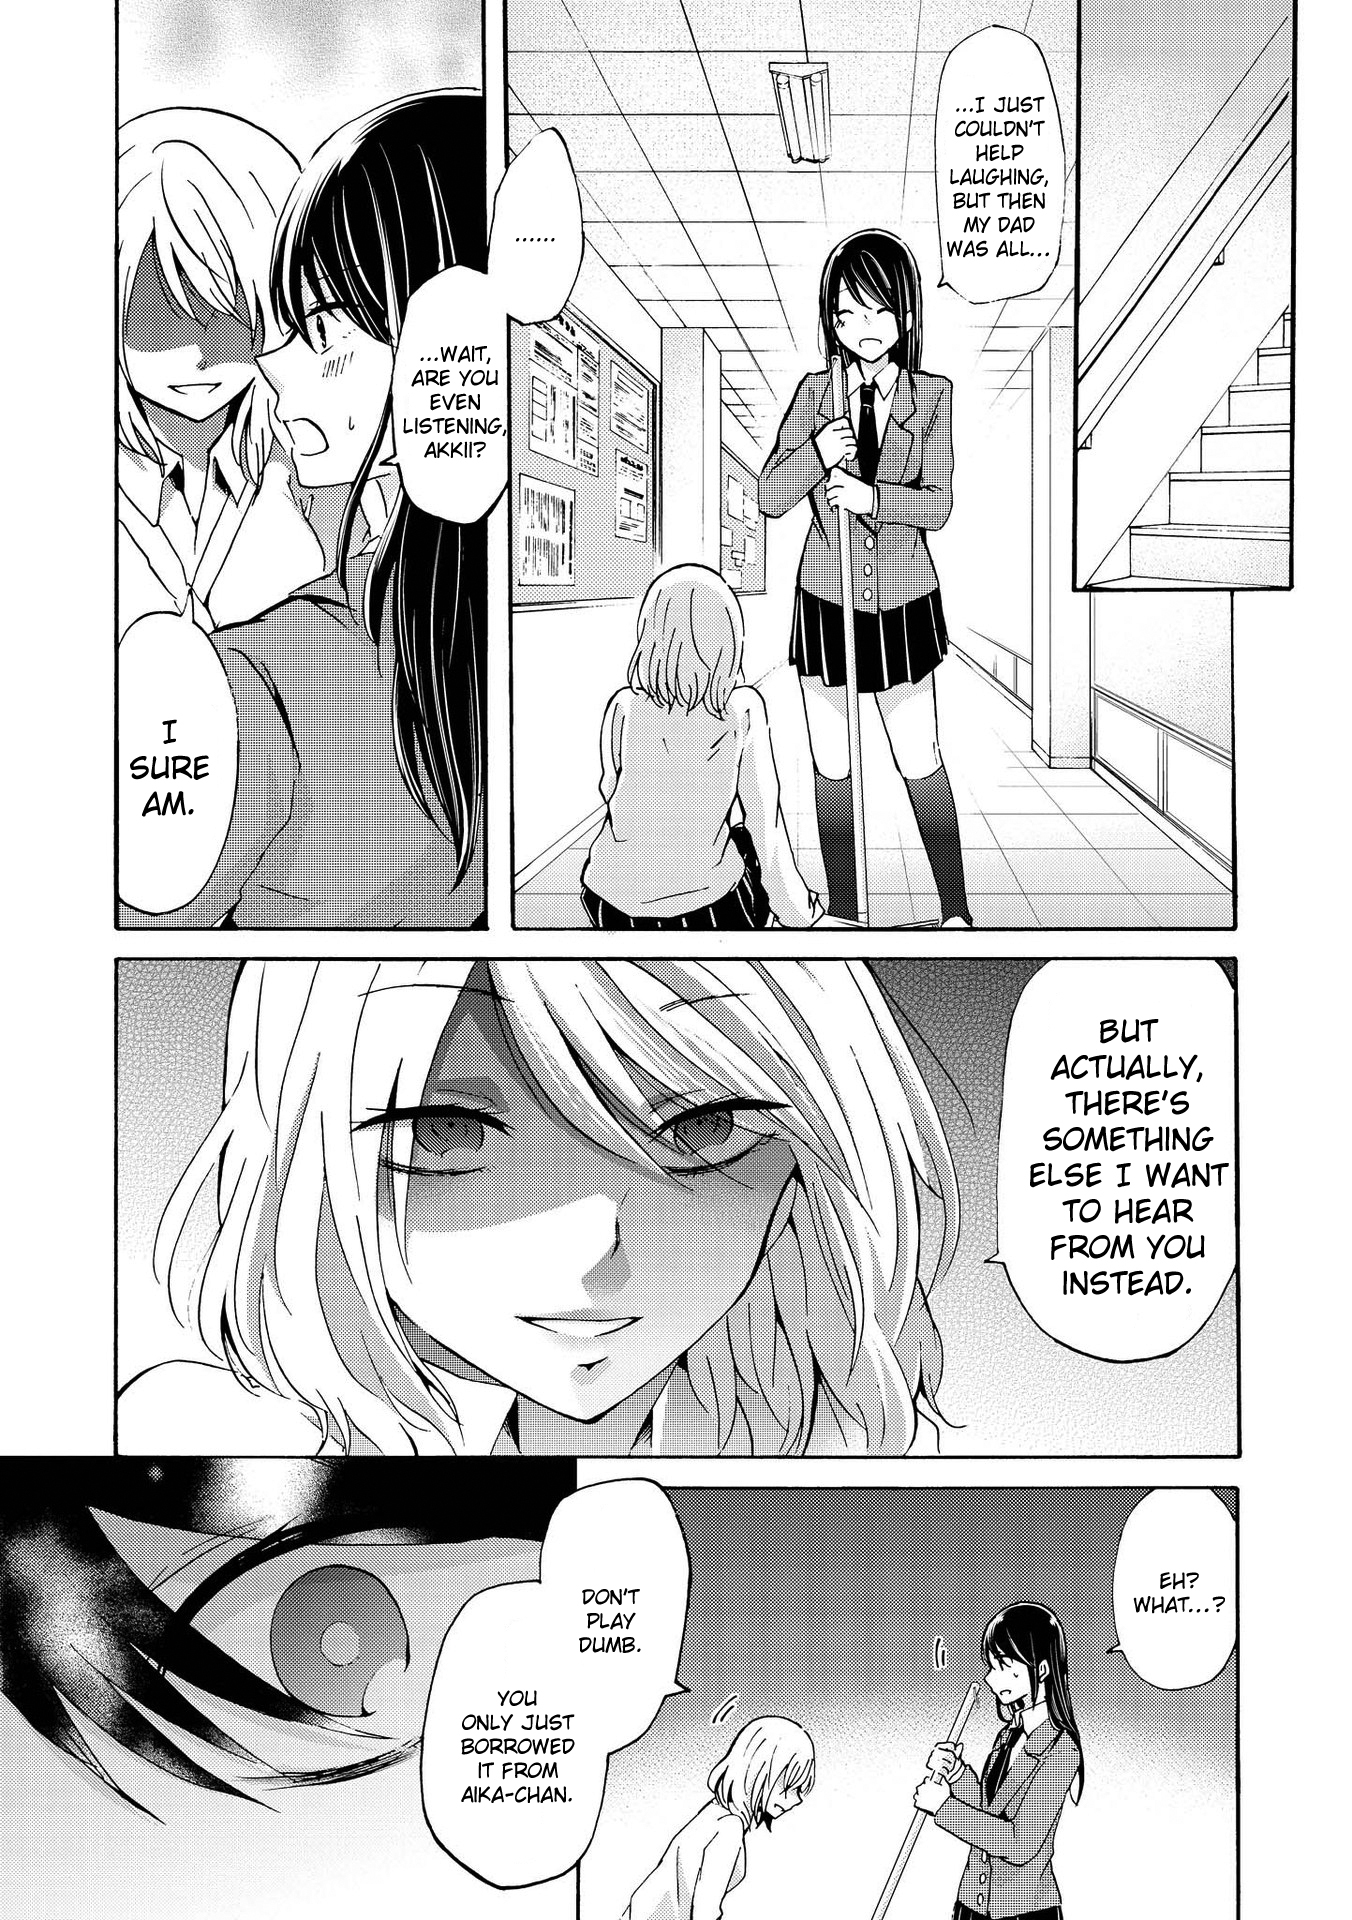 ...I JUST
COULDN'T
HELP
LAUGHING,
BUT THEN
MY DAD
WAS ALL...
......
...WAIT,
ARE YOU
EVEN
LISTENING,
AKKII?
I
SURE
AM.
BUT
ACTUALLY,
THERE'S
SOMETHING
ELSE I WANT
TO HEAR
FROM YOU
INSTEAD.
EH?
WHAT...?
DON'T
PLAY
DUMB.
YOU
ONLY JUST
BORROWED
IT FROM
AIKA-CHAN.